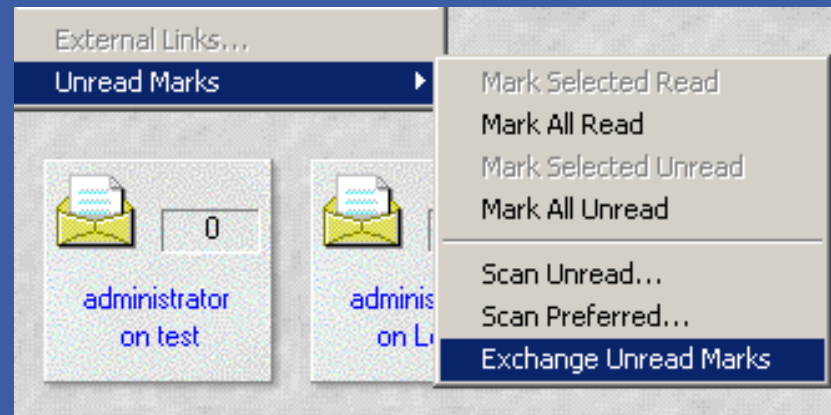 External Links...
Unread Marks
Mark Selected Read
Mark All Read
Mark Selected Unread
Mark All Unread
Scan Unread...
Scan Preferred...
Exchange Unread Marks
0
administrator
on test
adminis
on L